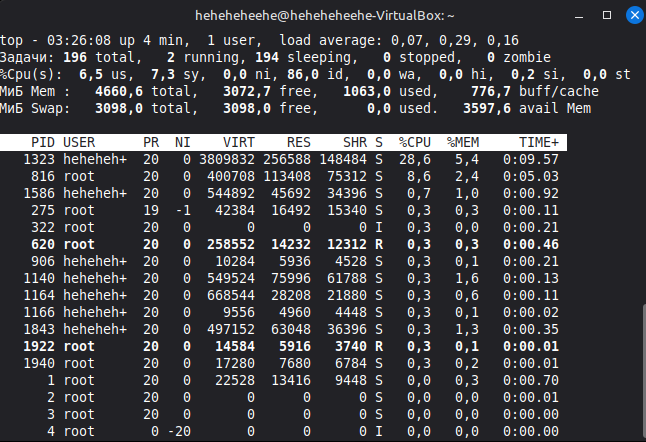 heheheheehe@heheheheehe-VirtualBox: ~
top - 03:26:08 up 4 min,  1 user,  load average: 0,07, 0,29, 0,16
Задачи: 196 total,   2 running, 194 sleeping,   0 stopped,   0 zombie
%Cpu(s):  6,5 us,  7,3 sy,  0,0 ni, 86,0 id,  0,0 wa,  0,0 hi,  0,2 si,  0,0 st
МиБ Mem :   4660,6 total,   3072,7 free,   1063,0 used,    776,7 buff/cache
МиБ Swap:   3098,0 total,   3098,0 free,      0,0 used.   3597,6 avail Mem
PID USER      PR  NI    VIRT    RES    SHR S  %CPU  %MEM     TIME+
1323 heheheh+  20   0 3809832 256588 148484 S  28,6   5,4   0:09.57
816 root      20   0  400708 113408  75312 S   8,6   2,4   0:05.03
1586 heheheh+  20   0  544892  45692  34396 S   0,7   1,0   0:00.92
275 root      19  -1   42384  16492  15340 S   0,3   0,3   0:00.11
322 root      20   0       0      0      0 I   0,3   0,0   0:00.21
620 root      20   0  258552  14232  12312 R   0,3   0,3   0:00.46
906 heheheh+  20   0   10284   5936   4528 S   0,3   0,1   0:00.21
1140 heheheh+  20   0  549524  75996  61788 S   0,3   1,6   0:00.13
1164 heheheh+  20   0  668544  28208  21880 S   0,3   0,6   0:00.11
1166 heheheh+  20   0    9556   4960   4448 S   0,3   0,1   0:00.02
1843 heheheh+  20   0  497152  63048  36396 S   0,3   1,3   0:00.35
1922 root      20   0   14584   5916   3740 R   0,3   0,1   0:00.01
1940 root      20   0   17280   7680   6784 S   0,3   0,2   0:00.01
1 root      20   0   22528  13416   9448 S   0,0   0,3   0:00.70
2 root      20   0       0      0      0 S   0,0   0,0   0:00.01
3 root      20   0       0      0      0 S   0,0   0,0   0:00.00
4 root       0 -20       0      0      0 I   0,0   0,0   0:00.00